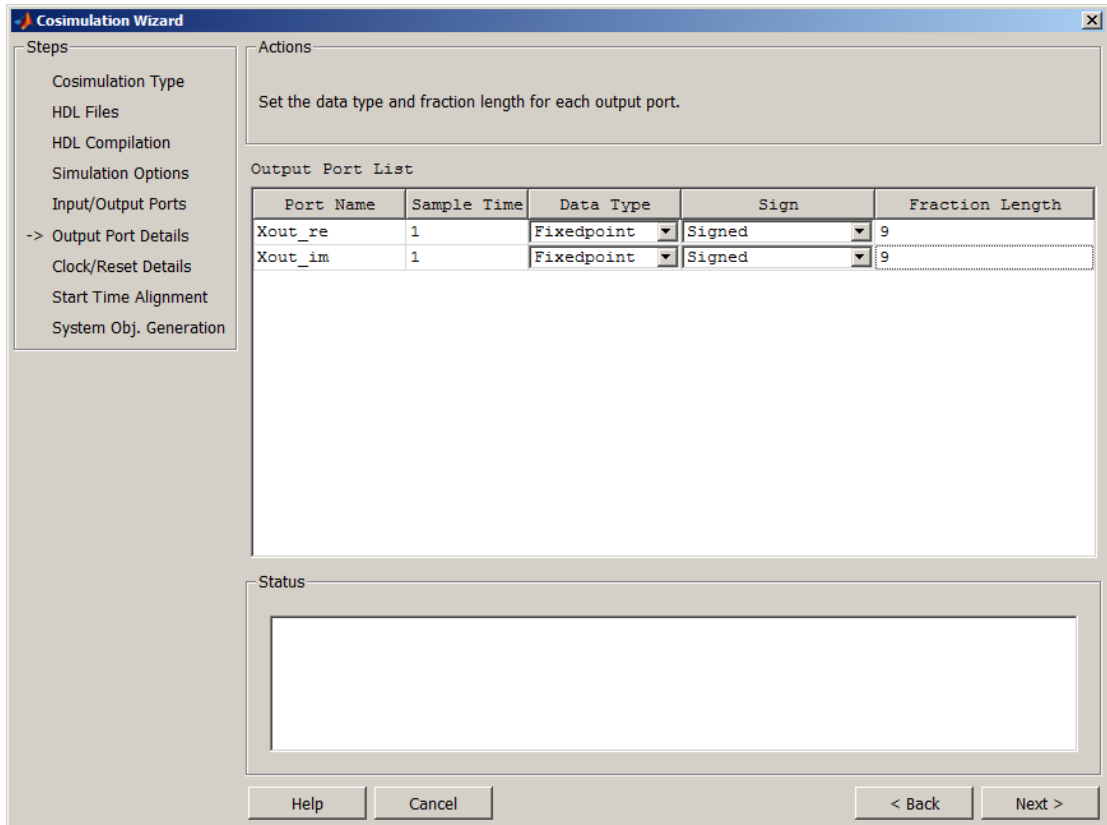 Cosimulation Wizard
Steps
Cosimulation Type
HDL Files
HDL Compilation
Simulation Options
Input/Output Ports
-> Output Port Details
Clock/Reset Details
Start Time Alignment
System Obj. Generation
Actions
Set the data type and fraction length for each output port.
Output Port List
Port Name Sample Time Data Type Sign Fraction Length
Xout_re 1 Fixedpoint Signed 9
Xout_im 1 Fixedpoint Signed 9
Status
Help Cancel < Back Next >